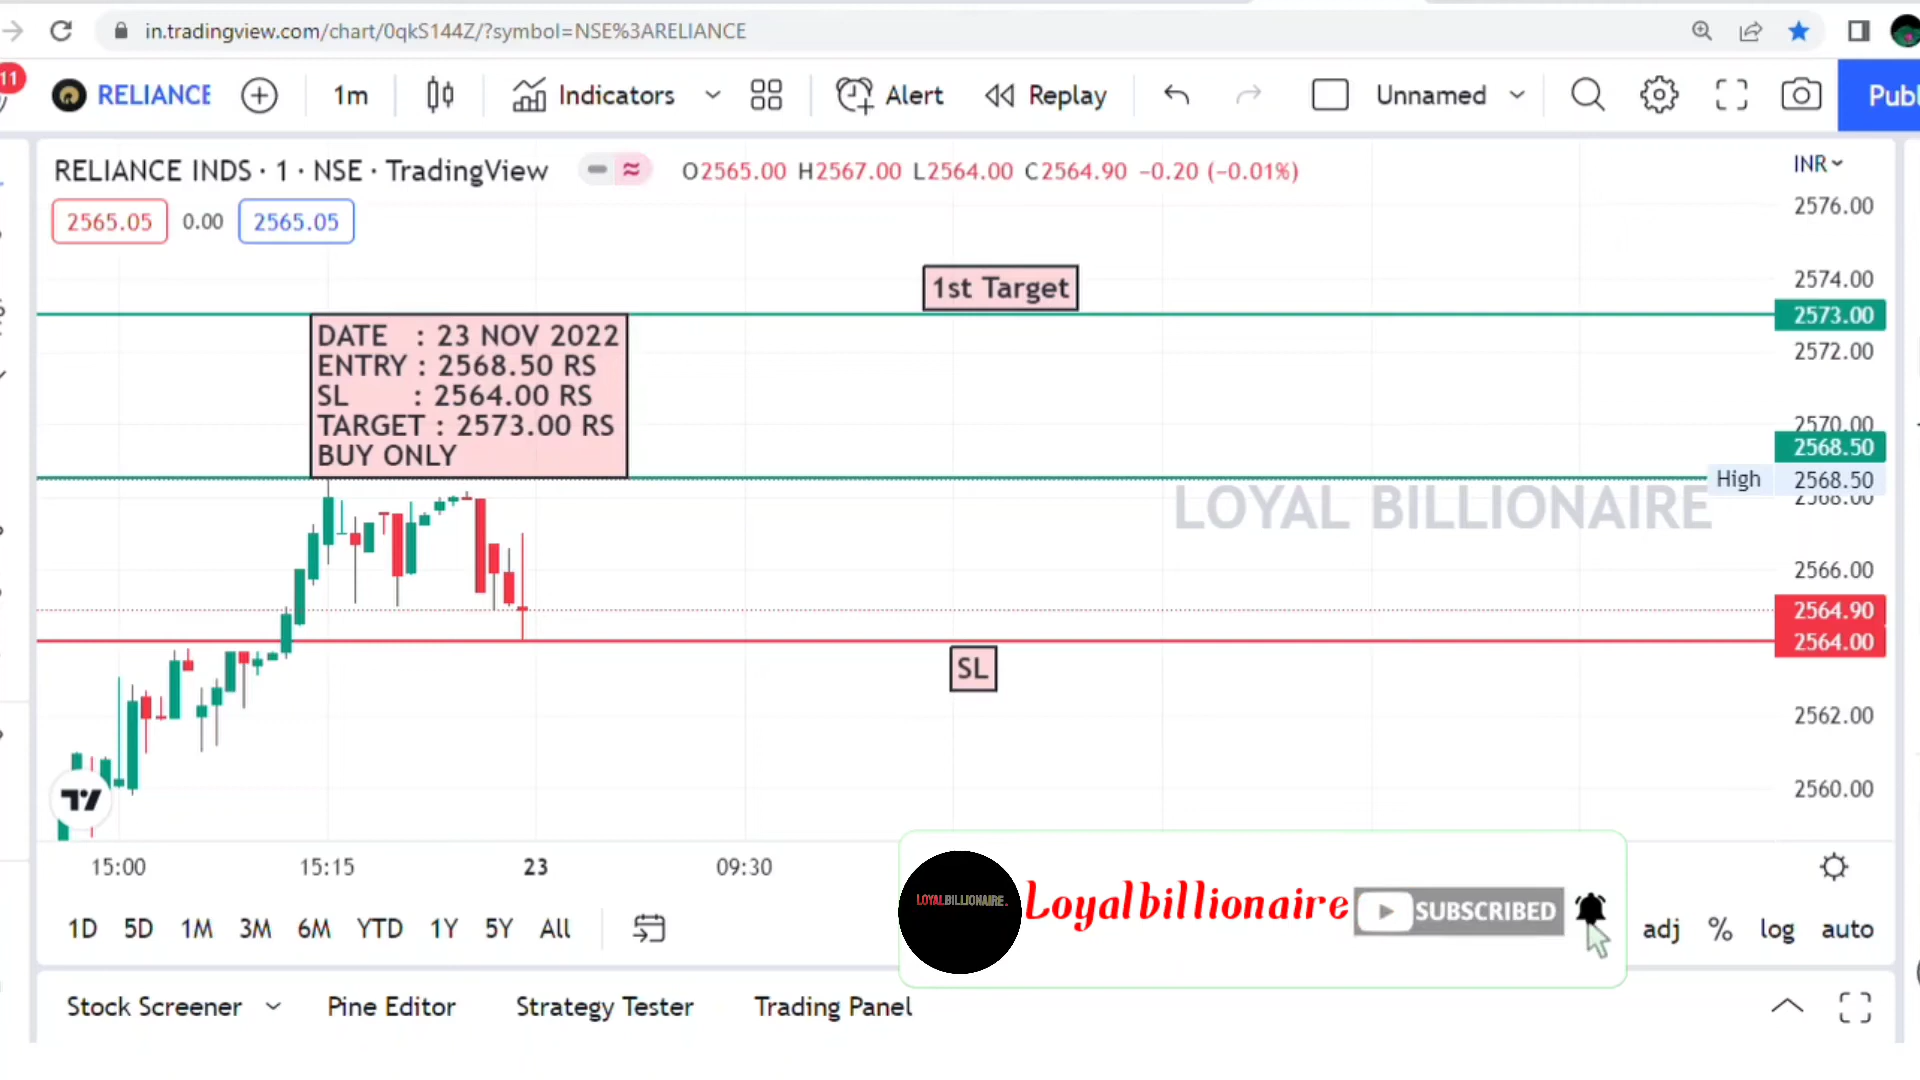 in.tradingview.com/chart/0qkS144Z/?symbol=NSE%3ARELIANCE
11
RELIANCE
1m
Indicators
Alert
Replay
Unnamed
Publ
RELIANCE INDS · 1 · NSE · TradingView
O2565.00 H2567.00 L2564.00 C2564.90 −0.20 (−0.01%)
INR
2565.05 0.00 2565.05
2576.00
1st Target
2574.00
2573.00
DATE : 23 NOV 2022
ENTRY : 2568.50 RS
SL : 2564.00 RS
TARGET : 2573.00 RS
BUY ONLY
2572.00
2570.00
2568.50
High 2568.50
2568.00
LOYAL BILLIONAIRE
2566.00
2564.90
2564.00
SL
2562.00
2560.00
15:00 15:15 23 09:30
LOYALBILLIONAIRE.
Loyalbillionaire
SUBSCRIBED
1D 5D 1M 3M 6M YTD 1Y 5Y All
adj % log auto
Stock Screener Pine Editor Strategy Tester Trading Panel